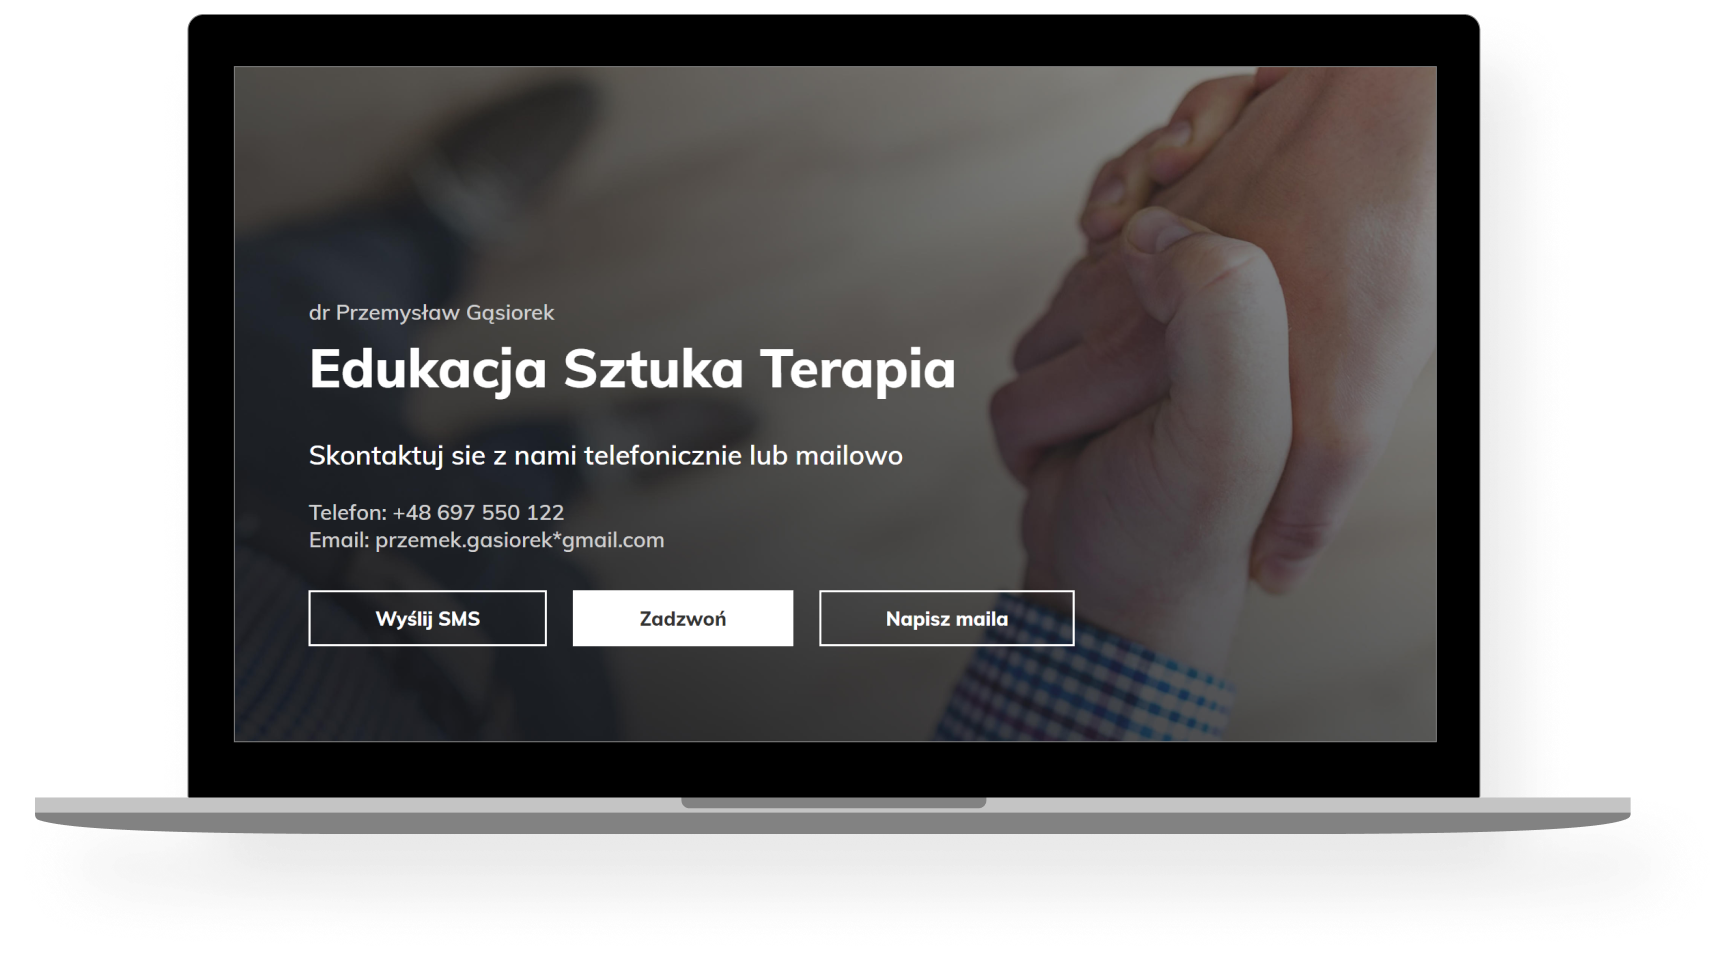 dr Przemysław Gąsiorek
Edukacja Sztuka Terapia
Skontaktuj sie z nami telefonicznie lub mailowo
Telefon: +48 697 550 122
Email: przemek.gasiorek*gmail.com
Wyślij SMS
Zadzwoń
Napisz maila